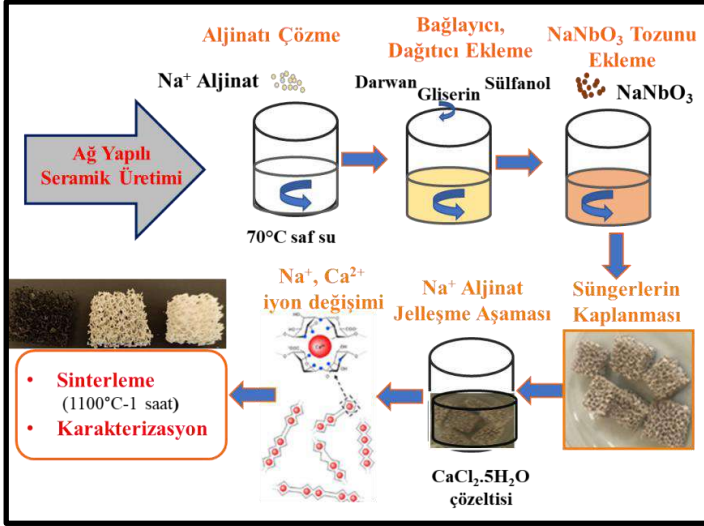 Ağ Yapılı
Seramik Üretimi
Aljinatı Çözme
Na⁺ Aljinat
70°C saf su
Bağlayıcı,
Dağıtıcı Ekleme
Darwan
Gliserin
Sülfanol
NaNbO₃ Tozunu
Ekleme
NaNbO₃
Süngerlerin
Kaplanması
Na⁺ Aljinat
Jelleşme Aşaması
CaCl₂.5H₂O
çözeltisi
Na⁺, Ca²⁺
iyon değişimi
• Sinterleme
(1100°C-1 saat)
• Karakterizasyon